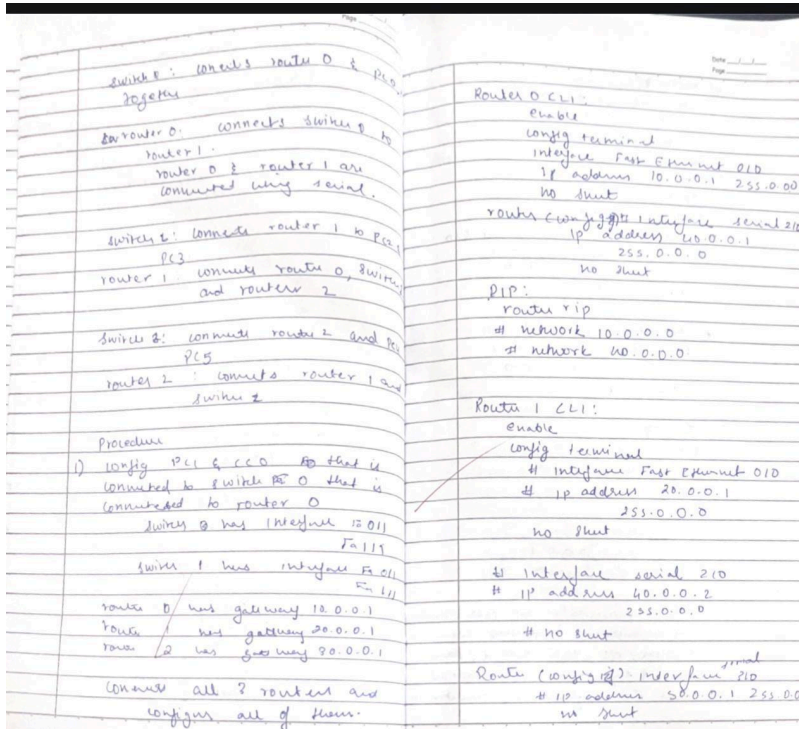 Page
switch 0: connects router 0 & PC0,
together
router 0: connects switch 0 to
router 1.
router 0 & router 1 are
connected using serial.
switch 1: connects router 1 to PC2,
PC3
router 1: connects router 0, switch
and router 2
switch 2: connects router 2 and
PC5
router 2 : connects router 1 and
switch 2
Procedure
1) config PC1 & that is
connected to switch 0 that is
connected to router 0
switch 0 has interface 0/1
Fa 1/1
switch 1 has interface Fa 0/1
Fa 1/1
router 0 has gateway 10.0.0.1
router 1 has gateway 20.0.0.1
router 2 has gateway 30.0.0.1
connect all 3 routers and
configure all of them.
Date
Page
Router 0 CLI:
enable
config terminal
interface Fast Ethernet 0/0
ip address 10.0.0.1 255.0.00
no shut
router (config)# interface serial 2/0
ip address 40.0.0.1
255.0.0.0
no shut
RIP:
router rip
# network 10.0.0.0
# network 40.0.0.0
Router 1 CLI:
enable
config terminal
# interface Fast Ethernet 0/0
# ip address 20.0.0.1
255.0.0.0
no shut
# interface serial 2/0
# ip address 40.0.0.2
255.0.0.0
# no shut
Router (config) interface serial 3/0
# ip address 50.0.0.1 255.0.0
no shut